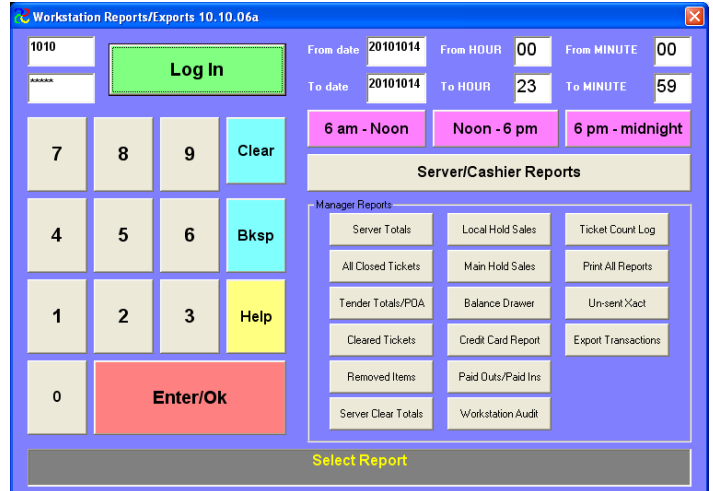 Workstation Reports/Exports 10.10.06a
1010
*****
Log In
From date 20101014 From HOUR 00 From MINUTE 00
To date 20101014 To HOUR 23 To MINUTE 59
6 am - Noon Noon - 6 pm 6 pm - midnight
Server/Cashier Reports
7 8 9 Clear
4 5 6 Bksp
1 2 3 Help
0 Enter/Ok
Manager Reports
Server Totals Local Hold Sales Ticket Count Log
All Closed Tickets Main Hold Sales Print All Reports
Tender Totals/POA Balance Drawer Un-sent Xact
Cleared Tickets Credit Card Report Export Transactions
Removed Items Paid Outs/Paid Ins
Server Clear Totals Workstation Audit
Select Report